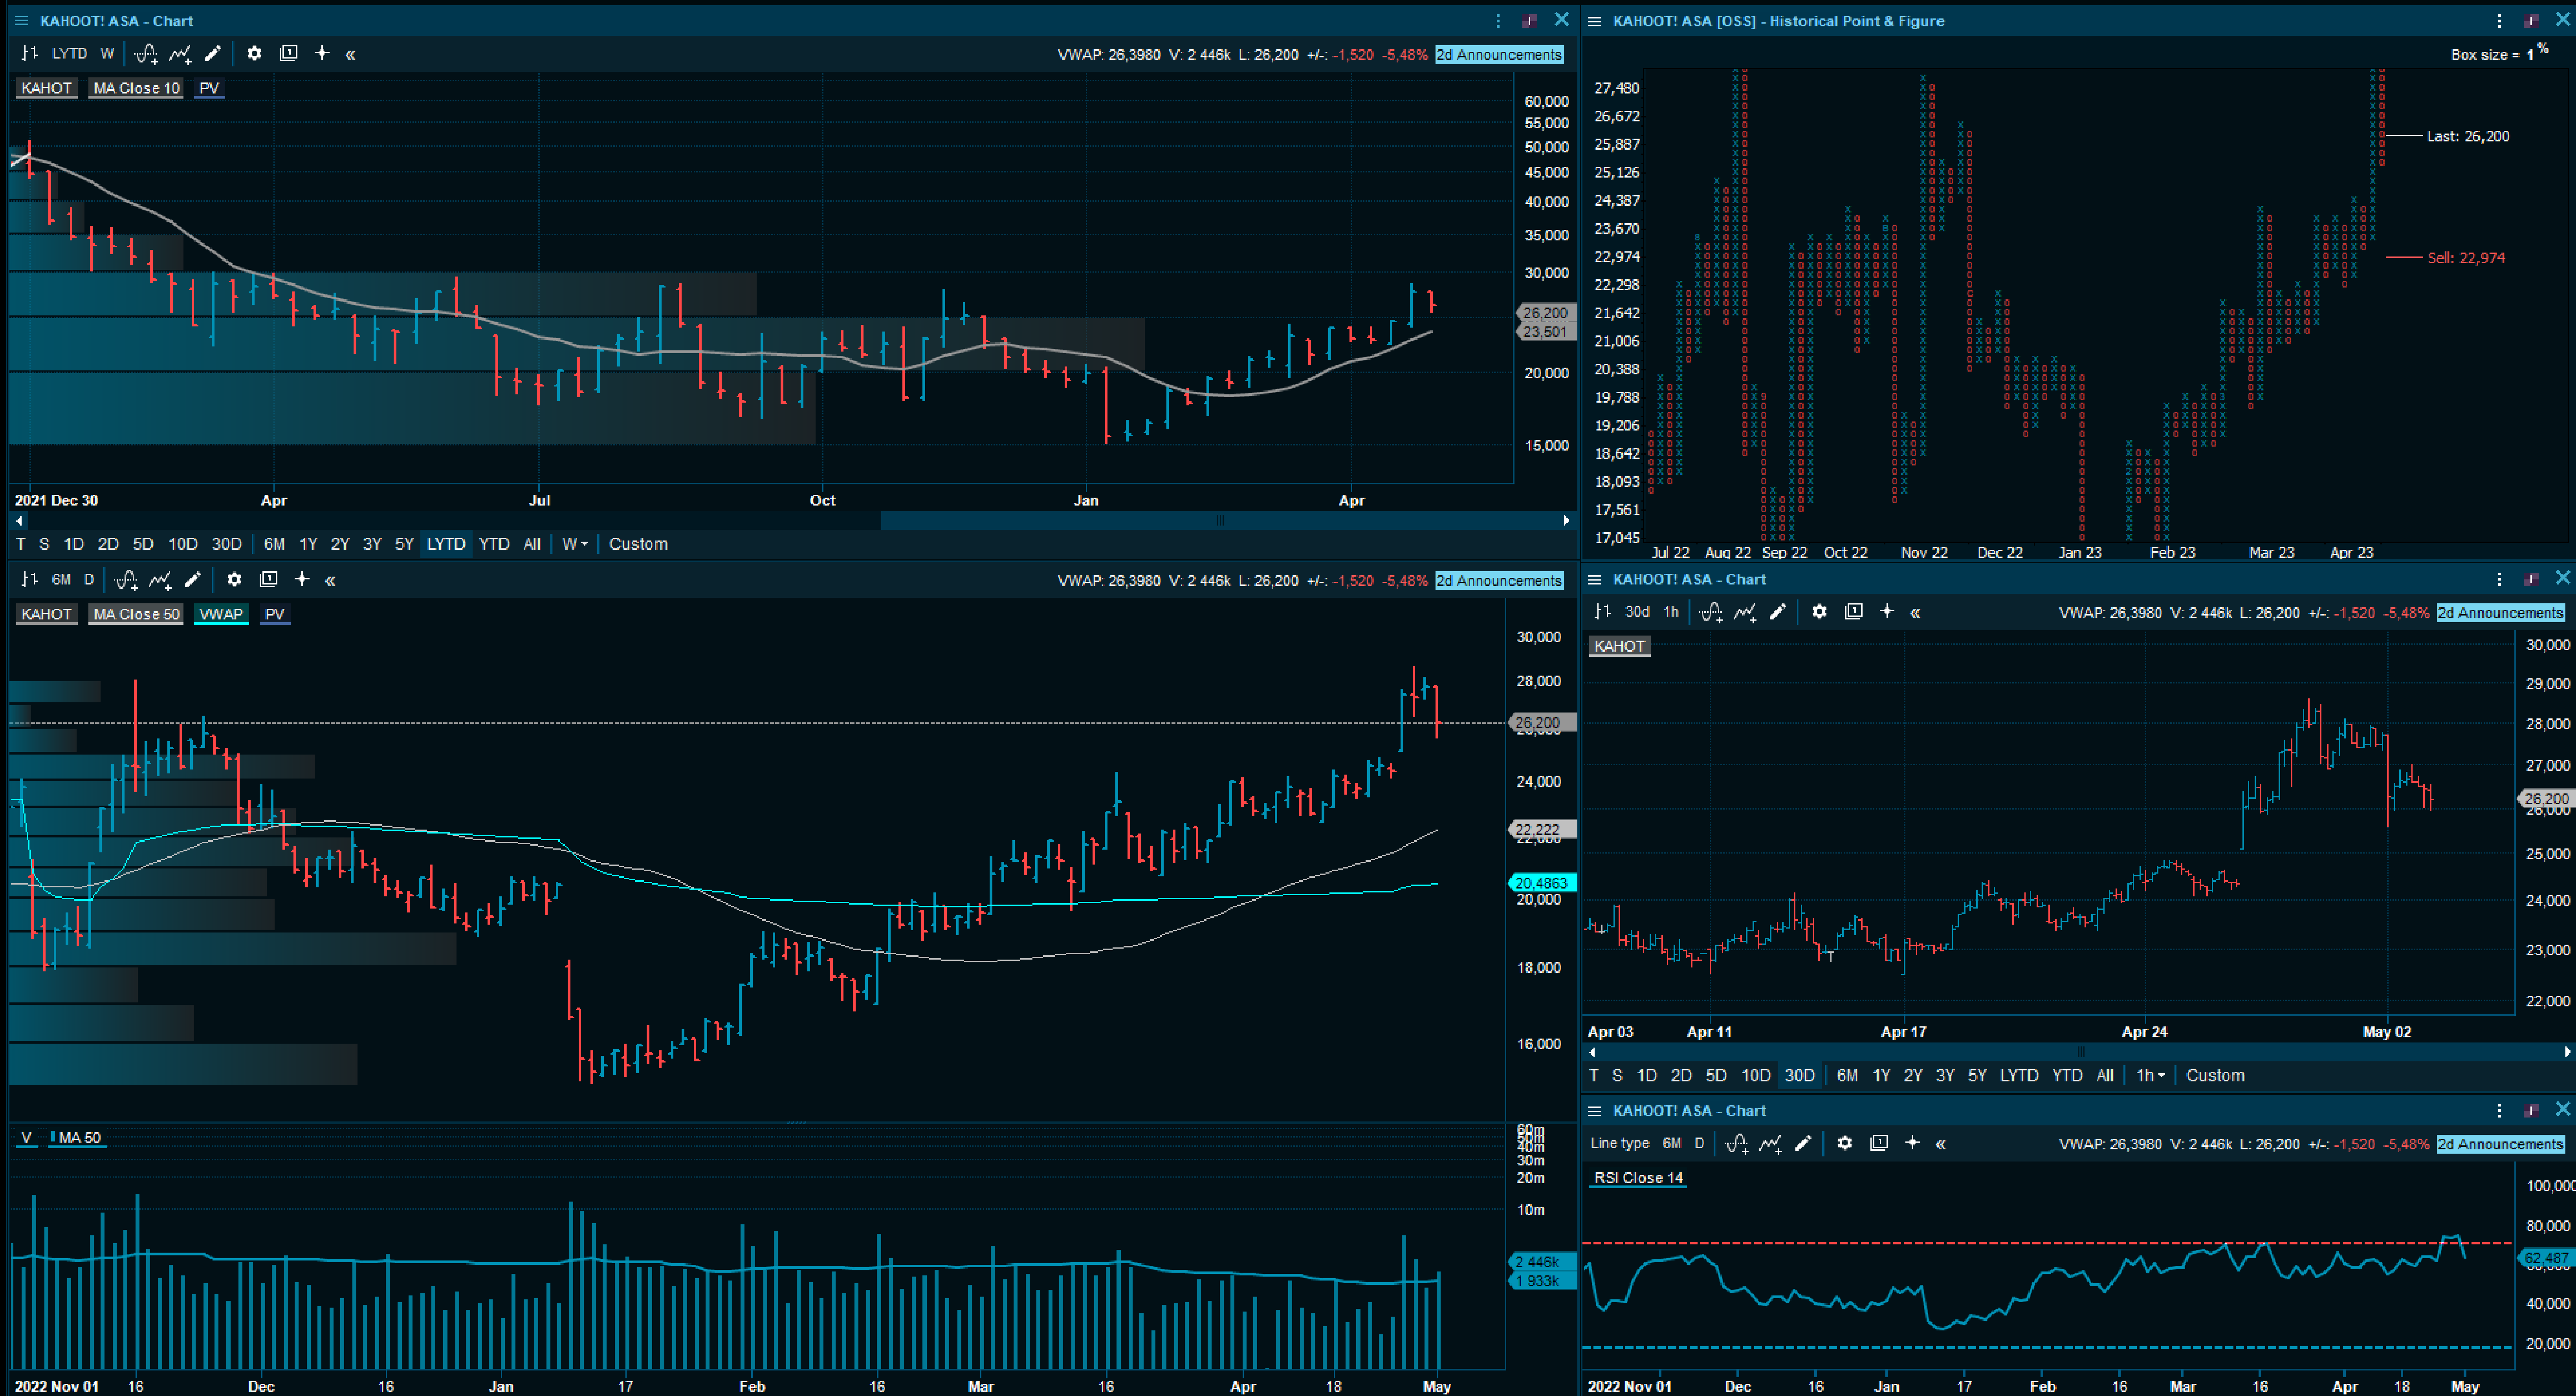 KAHOOT! ASA - Chart
LYTD W
VWAP: 26,3980 V: 2 446k L: 26,200 +/-: -1,520 -5,48% 2d Announcements
KAHOT MA Close 10 PV
60,000
55,000
50,000
45,000
40,000
35,000
30,000
26,200
23,501
20,000
15,000
2021 Dec 30 Apr Jul Oct Jan Apr
T S 1D 2D 5D 10D 30D 6M 1Y 2Y 3Y 5Y LYTD YTD All W Custom
6M D
VWAP: 26,3980 V: 2 446k L: 26,200 +/-: -1,520 -5,48% 2d Announcements
KAHOT MA Close 50 VWAP PV
30,000
28,000
26,200
24,000
22,222
22,000
20,4863
20,000
18,000
16,000
V MA 50
60m
50m
40m
30m
20m
10m
2 446k
1 933k
2022 Nov 01 16 Dec 16 Jan 17 Feb 16 Mar 16 Apr 18 May
KAHOOT! ASA [OSS] - Historical Point & Figure
Box size = 1 %
27,480
26,672
25,887
25,126
24,387
23,670
22,974
22,298
21,642
21,006
20,388
19,788
19,206
18,642
18,093
17,561
17,045
Last: 26,200
Sell: 22,974
Jul 22 Aug 22 Sep 22 Oct 22 Nov 22 Dec 22 Jan 23 Feb 23 Mar 23 Apr 23
KAHOOT! ASA - Chart
30d 1h
VWAP: 26,3980 V: 2 446k L: 26,200 +/-: -1,520 -5,48% 2d Announcements
KAHOT
30,000
29,000
28,000
27,000
26,200
26,000
25,000
24,000
23,000
22,000
Apr 03 Apr 11 Apr 17 Apr 24 May 02
T S 1D 2D 5D 10D 30D 6M 1Y 2Y 3Y 5Y LYTD YTD All 1h Custom
KAHOOT! ASA - Chart
Line type 6M D
VWAP: 26,3980 V: 2 446k L: 26,200 +/-: -1,520 -5,48% 2d Announcements
RSI Close 14
100,000
80,000
62,487
40,000
20,000
2022 Nov 01 Dec 16 Jan 17 Feb 16 Mar 16 Apr 18 May